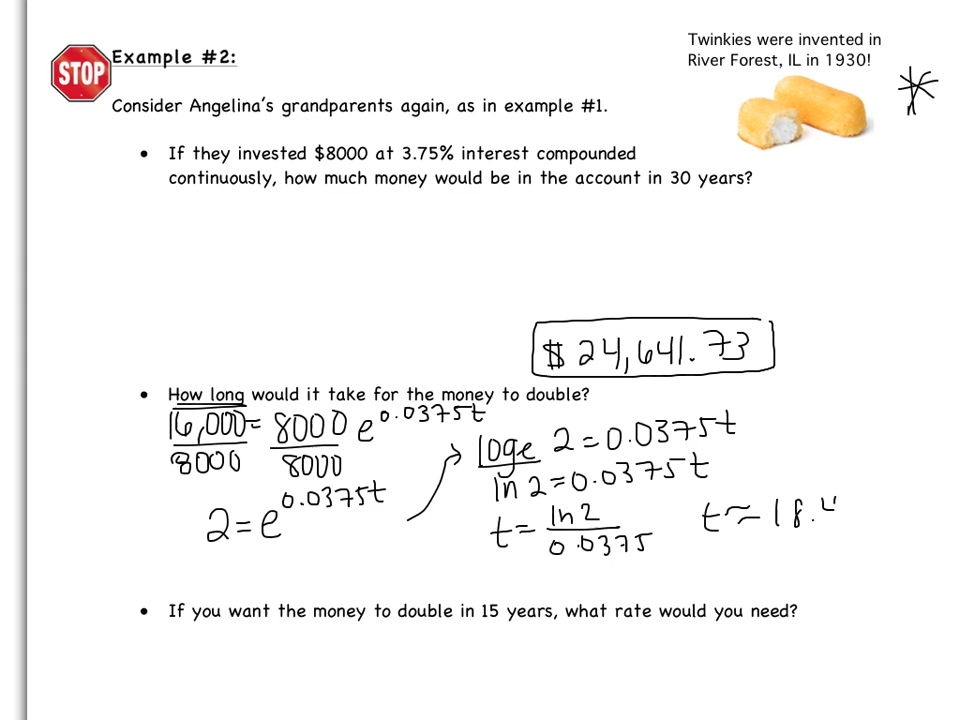 Twinkies were invented in
River Forest, IL in 1930!
STOP
Example #2:
Consider Angelina's grandparents again, as in example #1.
• If they invested $8000 at 3.75% interest compounded
continuously, how much money would be in the account in 30 years?
$24,641.73
• How long would it take for the money to double?
16,000/8000 = 8000/8000 e^0.0375t
2 = e^0.0375t
loge 2 = 0.0375t
ln 2 = 0.0375t
t = ln 2/0.0375
t ≈ 18.4
• If you want the money to double in 15 years, what rate would you need?